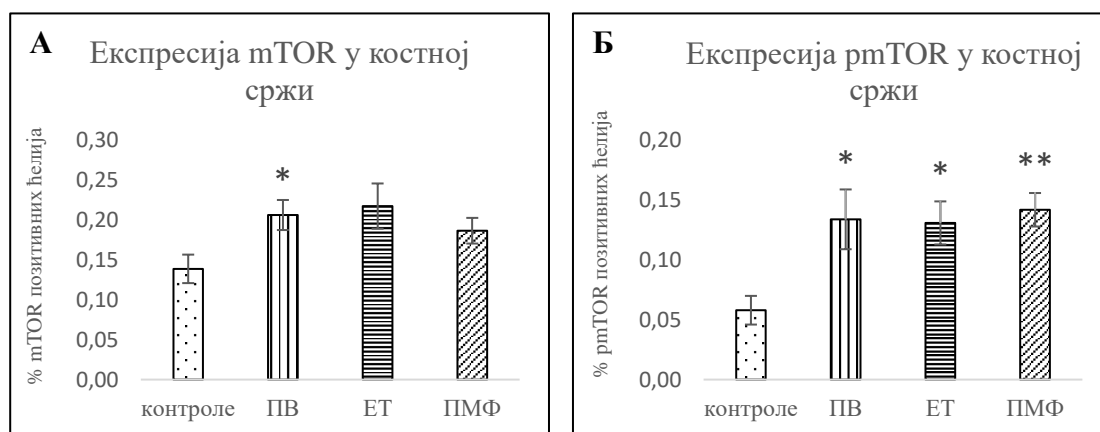 А
Експресија mTOR у костној
сржи
% mTOR позитивних ћелија
0,30
0,25
0,20
0,15
0,10
0,05
0,00
*
контроле ПВ ЕТ ПМФ
Б
Експресија pmTOR у костној
сржи
% pmTOR позитивних ћелија
0,20
0,15
0,10
0,05
0,00
* * **
контроле ПВ ЕТ ПМФ